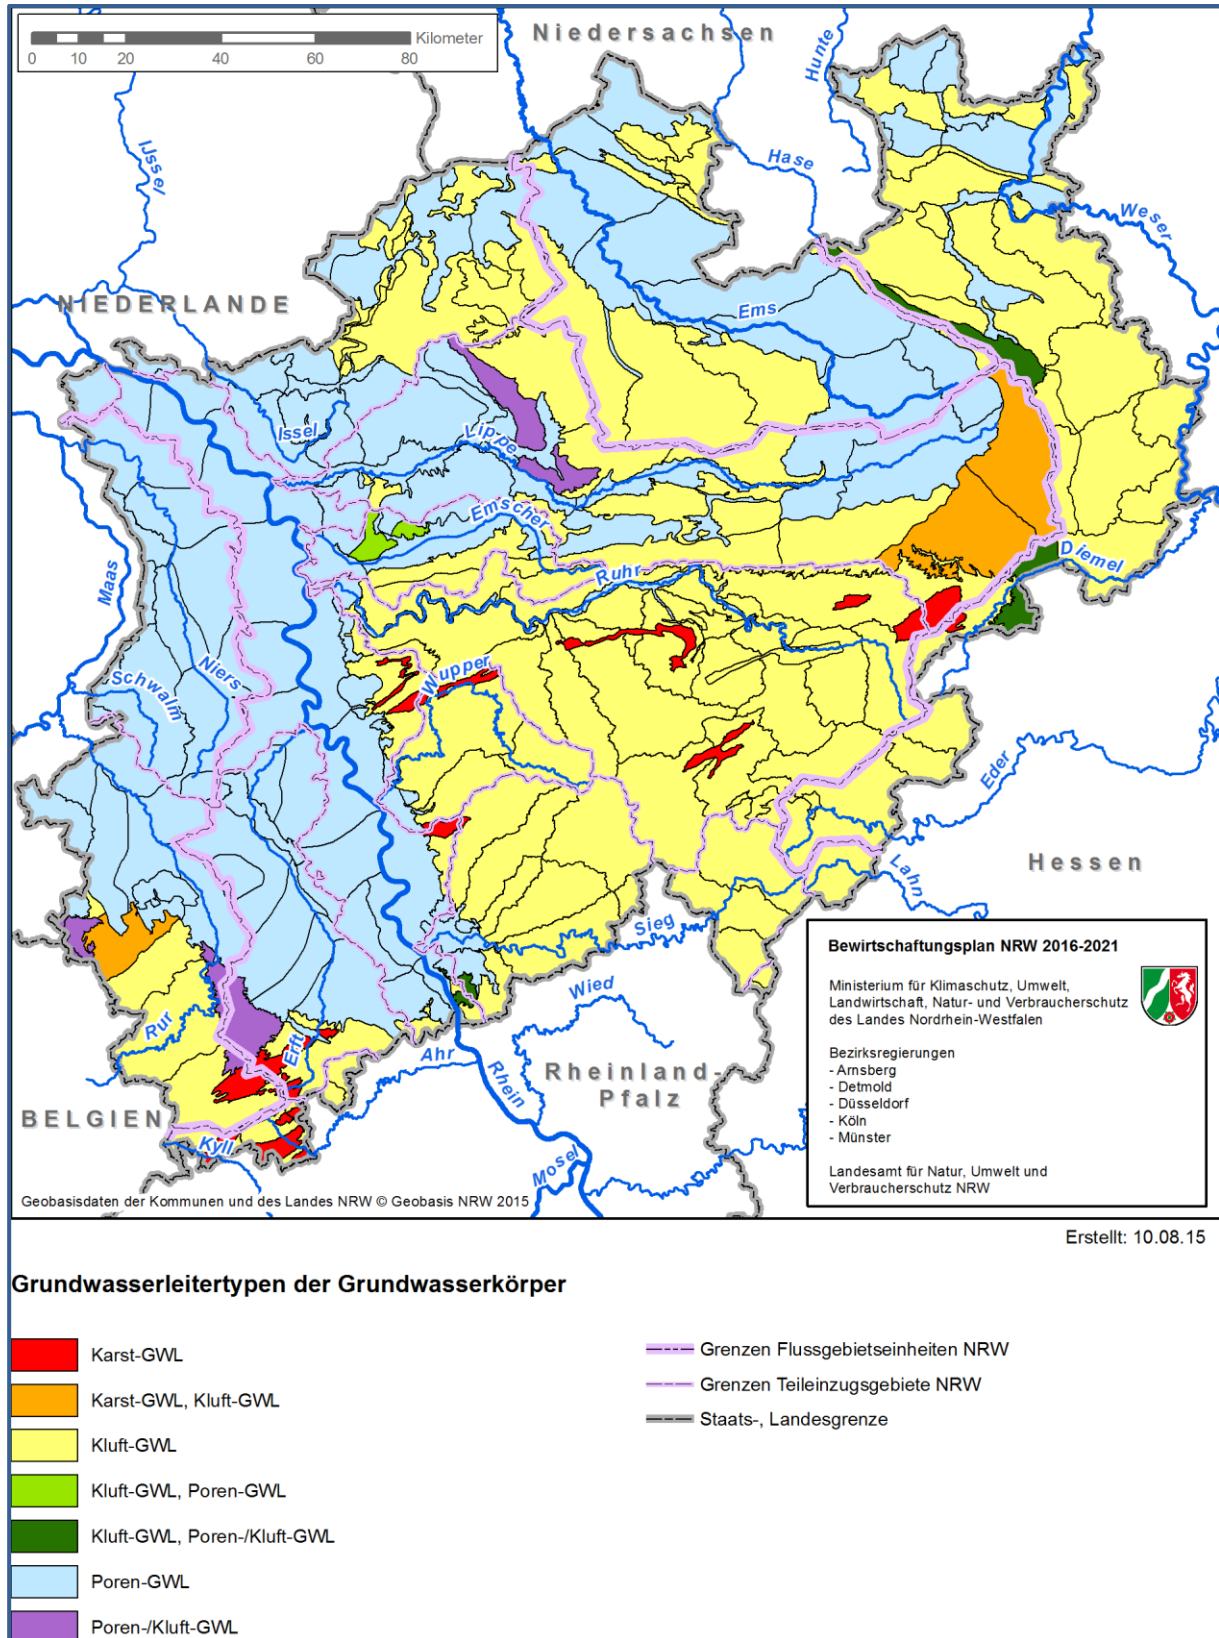 Kilometer
0 10 20 40 60 80
Niedersachsen
Hunte
IJssel
Hase
Weser
NIEDERLANDE
Ems
Issel
Lippe
Emscher
Diemel
Maas
Ruhr
Niers
Wupper
Schwalm
Eder
Hessen
Lahn
Sieg
Wied
Rur
Erft
Ahr
Rhein
Rheinland-
Pfalz
BELGIEN
Kyll
Mosel
Bewirtschaftungsplan NRW 2016-2021
Ministerium für Klimaschutz, Umwelt,
Landwirtschaft, Natur- und Verbraucherschutz
des Landes Nordrhein-Westfalen
Bezirksregierungen
- Arnsberg
- Detmold
- Düsseldorf
- Köln
- Münster
Landesamt für Natur, Umwelt und
Verbraucherschutz NRW
Geobasisdaten der Kommunen und des Landes NRW © Geobasis NRW 2015
Erstellt: 10.08.15
Grundwasserleitertypen der Grundwasserkörper
Karst-GWL
Karst-GWL, Kluft-GWL
Kluft-GWL
Kluft-GWL, Poren-GWL
Kluft-GWL, Poren-/Kluft-GWL
Poren-GWL
Poren-/Kluft-GWL
Grenzen Flussgebietseinheiten NRW
Grenzen Teileinzugsgebiete NRW
Staats-, Landesgrenze